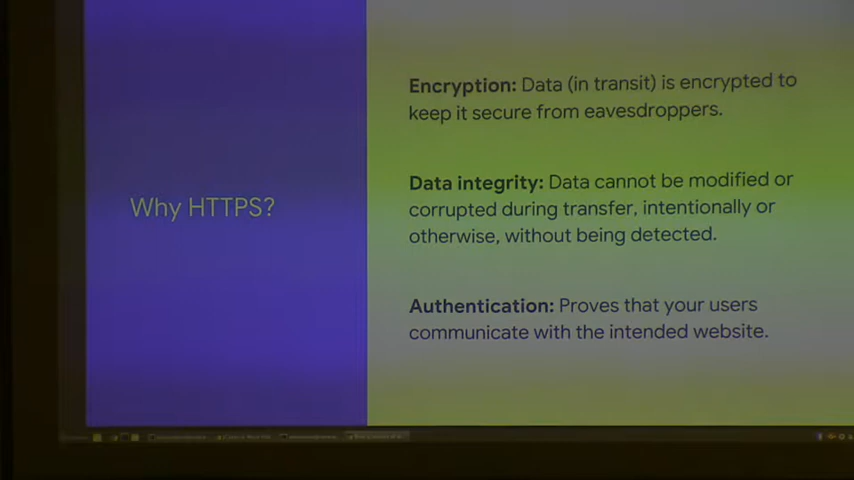 Why HTTPS?
Encryption: Data (in transit) is encrypted to
keep it secure from eavesdroppers.
Data integrity: Data cannot be modified or
corrupted during transfer, intentionally or
otherwise, without being detected.
Authentication: Proves that your users
communicate with the intended website.